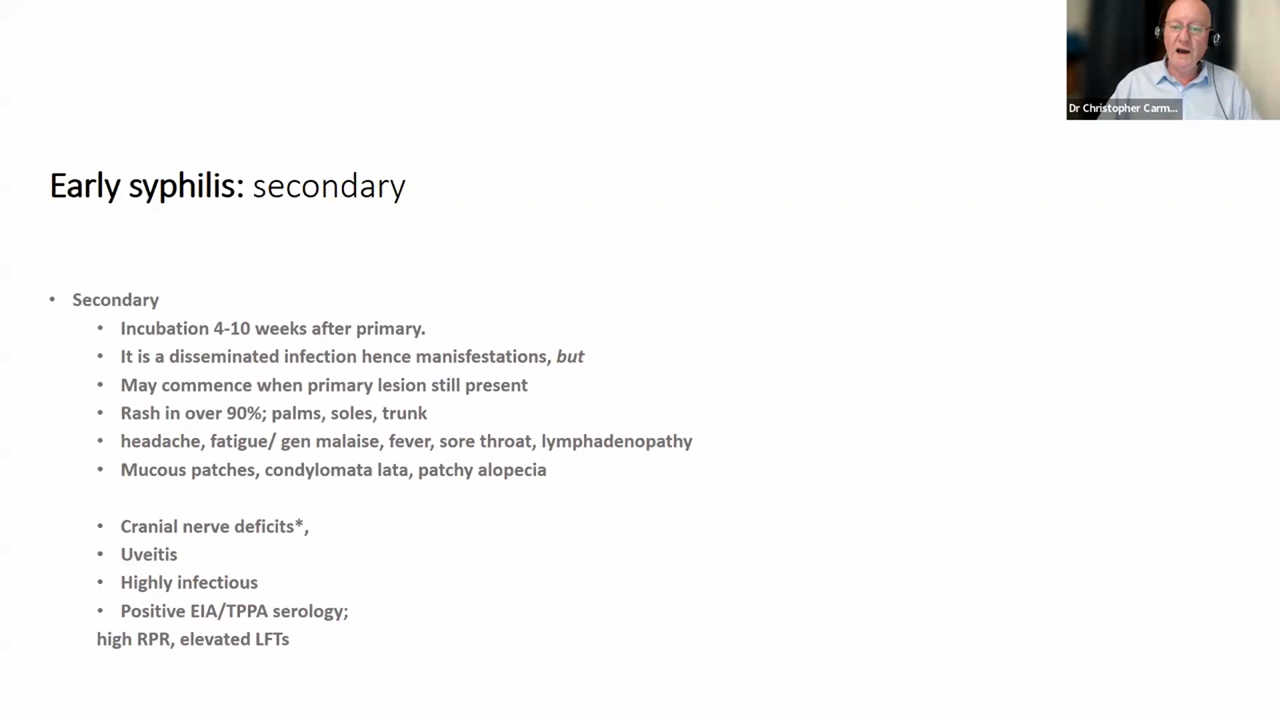 Dr Christopher Carm...
Early syphilis: secondary
• Secondary
• Incubation 4-10 weeks after primary.
• It is a disseminated infection hence manisfestations, but
• May commence when primary lesion still present
• Rash in over 90%; palms, soles, trunk
• headache, fatigue/ gen malaise, fever, sore throat, lymphadenopathy
• Mucous patches, condylomata lata, patchy alopecia
• Cranial nerve deficits*,
• Uveitis
• Highly infectious
• Positive EIA/TPPA serology;
high RPR, elevated LFTs